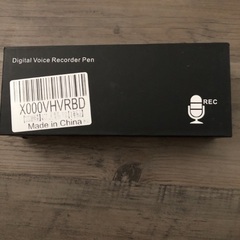 Digital Voice Recorder Pen
X000VHVRBD
Made in China
REC